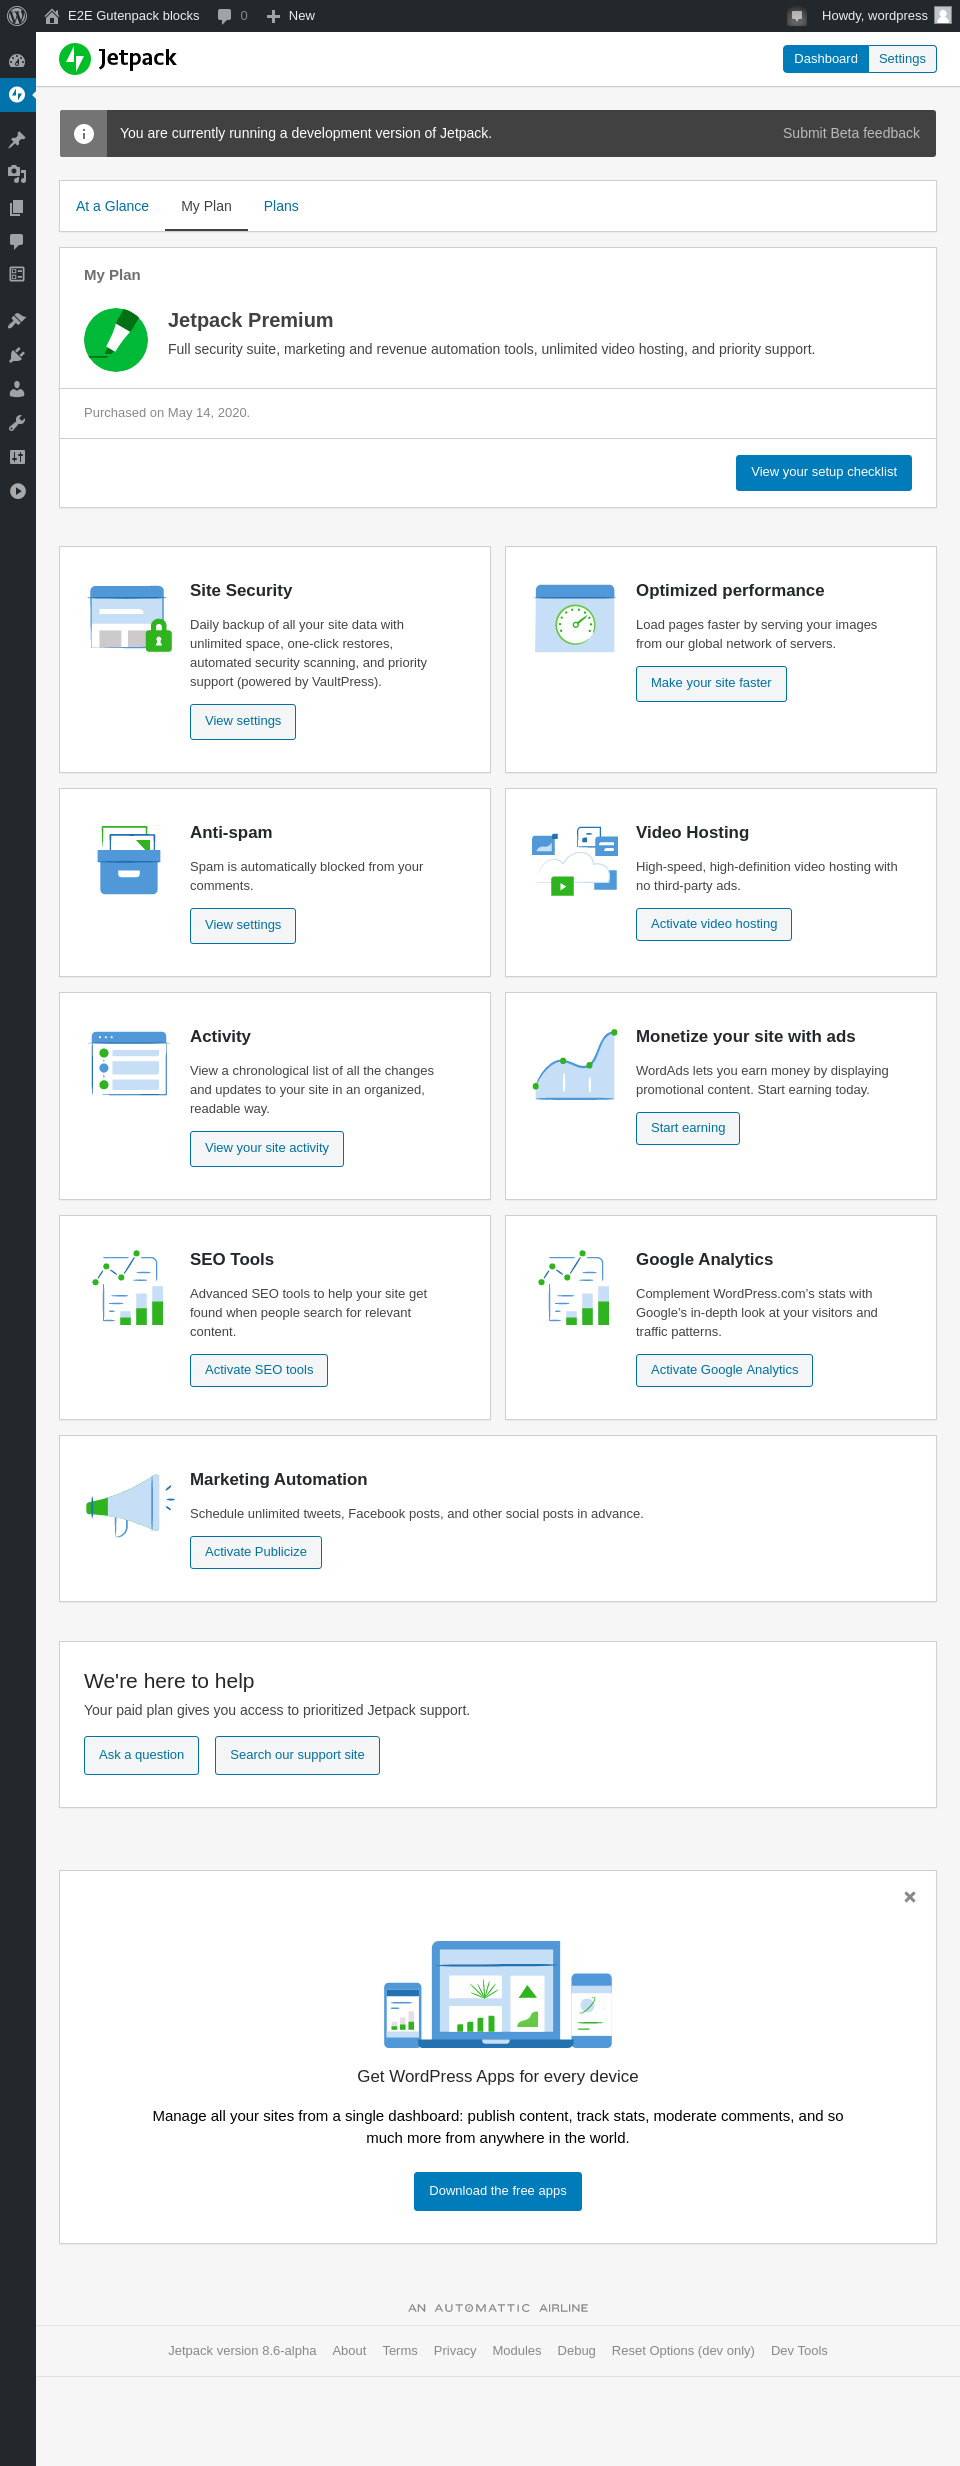 E2E Gutenpack blocks 0 New Howdy, wordpress
Jetpack Dashboard Settings
You are currently running a development version of Jetpack. Submit Beta feedback
At a Glance My Plan Plans
My Plan
Jetpack Premium
Full security suite, marketing and revenue automation tools, unlimited video hosting, and priority support.
Purchased on May 14, 2020.
View your setup checklist
Site Security
Daily backup of all your site data with
unlimited space, one-click restores,
automated security scanning, and priority
support (powered by VaultPress).
View settings
Optimized performance
Load pages faster by serving your images
from our global network of servers.
Make your site faster
Anti-spam
Spam is automatically blocked from your
comments.
View settings
Video Hosting
High-speed, high-definition video hosting with
no third-party ads.
Activate video hosting
Activity
View a chronological list of all the changes
and updates to your site in an organized,
readable way.
View your site activity
Monetize your site with ads
WordAds lets you earn money by displaying
promotional content. Start earning today.
Start earning
SEO Tools
Advanced SEO tools to help your site get
found when people search for relevant
content.
Activate SEO tools
Google Analytics
Complement WordPress.com’s stats with
Google’s in-depth look at your visitors and
traffic patterns.
Activate Google Analytics
Marketing Automation
Schedule unlimited tweets, Facebook posts, and other social posts in advance.
Activate Publicize
We're here to help
Your paid plan gives you access to prioritized Jetpack support.
Ask a question Search our support site
Get WordPress Apps for every device
Manage all your sites from a single dashboard: publish content, track stats, moderate comments, and so
much more from anywhere in the world.
Download the free apps
AN AUTOMATTIC AIRLINE
Jetpack version 8.6-alpha About Terms Privacy Modules Debug Reset Options (dev only) Dev Tools